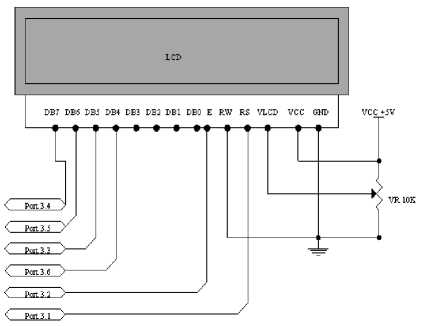 LCD
DB7 DB6 DB5 DB4 DB3 DB2 DB1 DB0 E RW RS VLCD VCC GND
VCC +5V
VR 10K
Port 3.4
Port 3.5
Port 3.3
Port 3.6
Port 3.2
Port 3.1